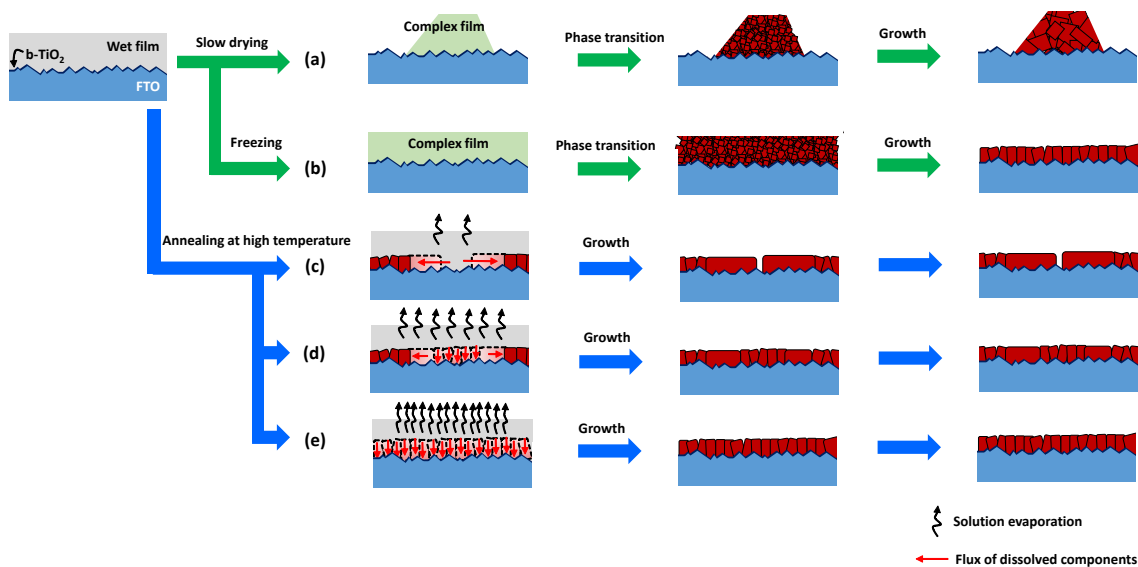 Wet film
b-TiO₂
FTO
Slow drying
(a)
Complex film
Phase transition
Growth
Freezing
(b)
Complex film
Phase transition
Growth
Annealing at high temperature
(c)
Growth
(d)
Growth
(e)
Growth
Solution evaporation
Flux of dissolved components